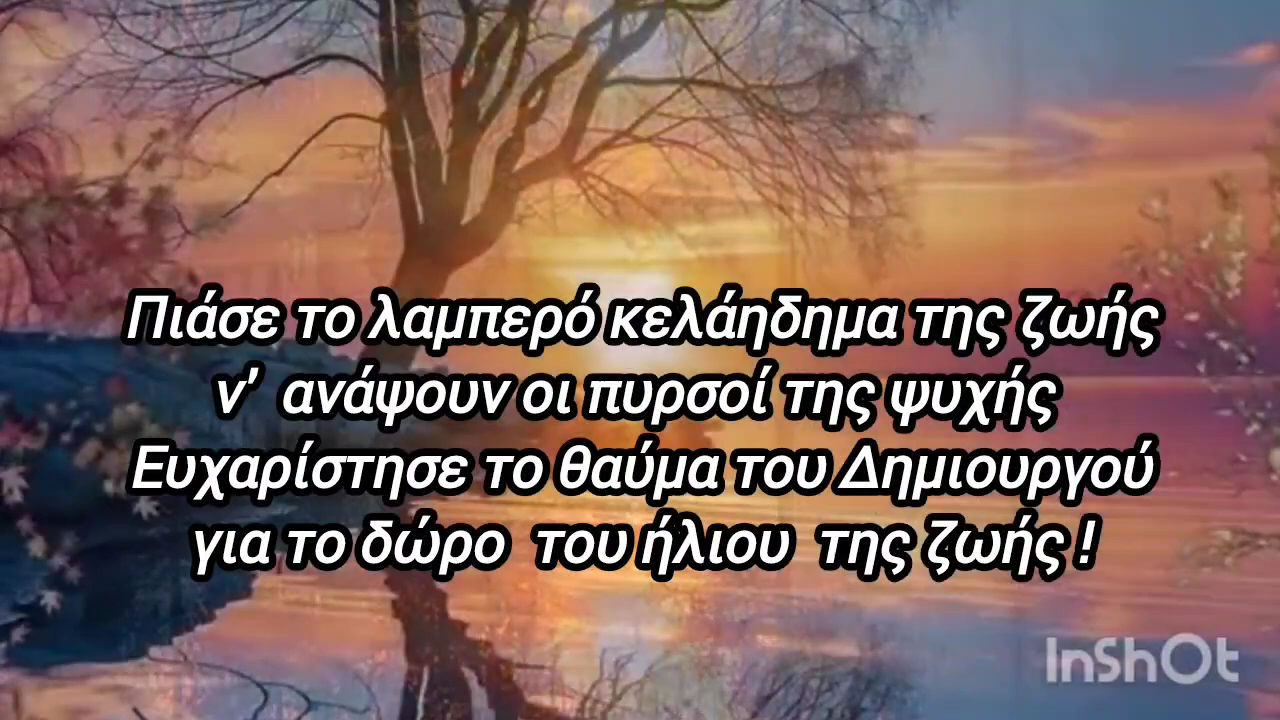 Πιάσε το λαμπερό κελάηδημα της ζωής
ν' ανάψουν οι πυρσοί της ψυχής
Ευχαρίστησε το θαύμα του Δημιουργού
για το δώρο του ήλιου της ζωής !
InShOt